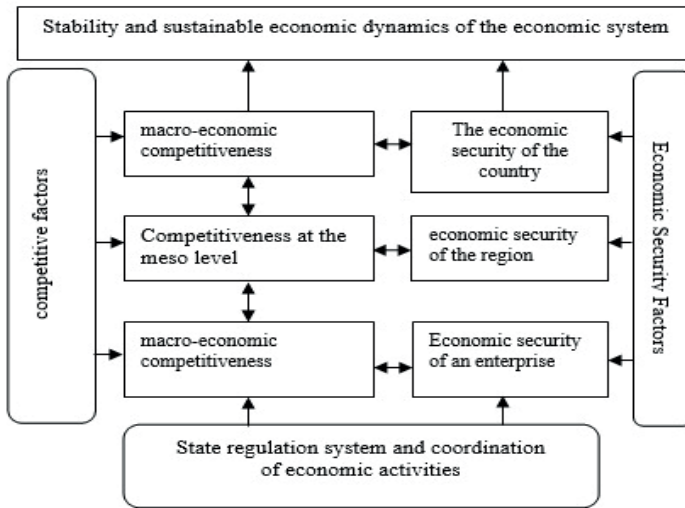 Stability and sustainable economic dynamics of the economic system
competitive factors
macro-economic
competitiveness
The economic
security of the
country
Economic Security Factors
Competitiveness at the
meso level
economic security
of the region
macro-economic
competitiveness
Economic security
of an enterprise
State regulation system and coordination
of economic activities